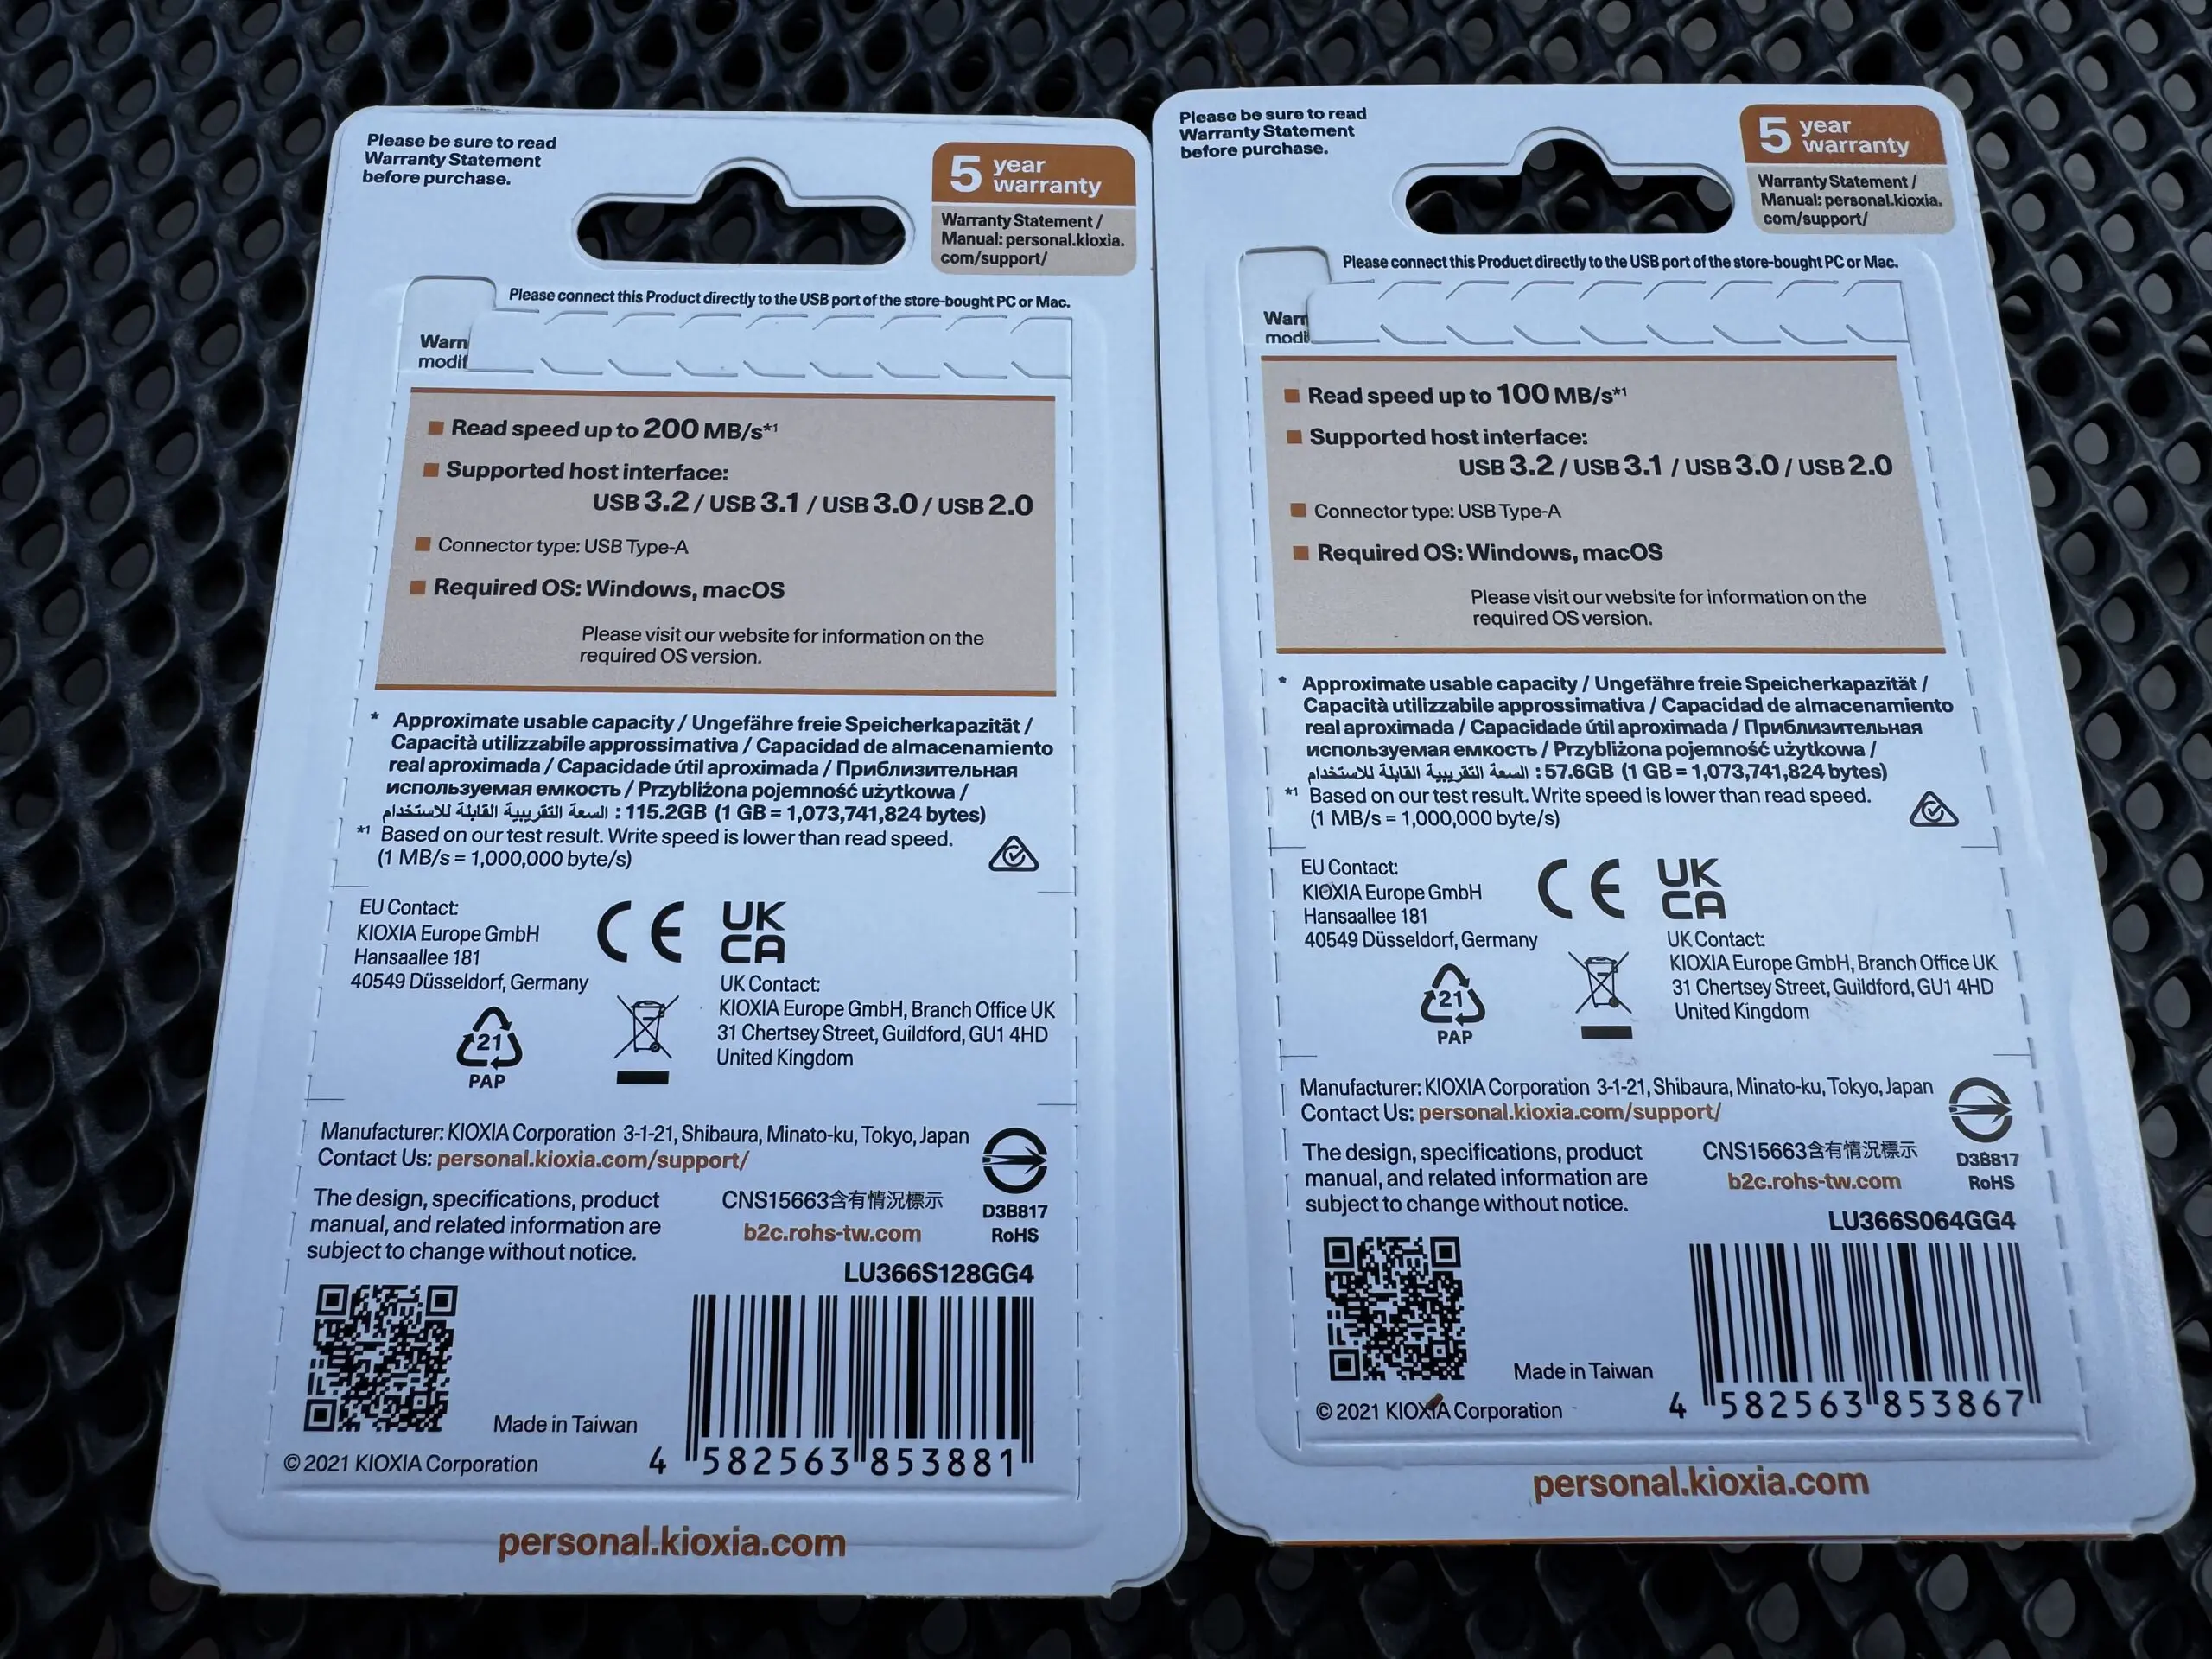 Please be sure to read
Warranty Statement
before purchase.
5 year
warranty
Warranty Statement /
Manual: personal.kioxia.
com/support/
Please connect this Product directly to the USB port of the store-bought PC or Mac.
Warn
modif
Read speed up to 200 MB/s*1
Supported host interface:
USB 3.2 / USB 3.1 / USB 3.0 / USB 2.0
Connector type: USB Type-A
Required OS: Windows, macOS
Please visit our website for information on the
required OS version.
* Approximate usable capacity / Ungefähre freie Speicherkapazität /
Capacità utilizzabile approssimativa / Capacidad de almacenamiento
real aproximada / Capacidade útil aproximada / Приблизительная
используемая емкость / Przybliżona pojemność użytkowa /
السعة التقريبية القابلة للاستخدام : 115.2GB (1 GB = 1,073,741,824 bytes)
*1 Based on our test result. Write speed is lower than read speed.
(1 MB/s = 1,000,000 byte/s)
EU Contact:
KIOXIA Europe GmbH
Hansaallee 181
40549 Düsseldorf, Germany
CE
UK
CA
UK Contact:
KIOXIA Europe GmbH, Branch Office UK
31 Chertsey Street, Guildford, GU1 4HD
United Kingdom
21
PAP
Manufacturer: KIOXIA Corporation 3-1-21, Shibaura, Minato-ku, Tokyo, Japan
Contact Us: personal.kioxia.com/support/
The design, specifications, product
manual, and related information are
subject to change without notice.
CNS15663含有情況標示
b2c.rohs-tw.com
D3B817
RoHS
LU366S128GG4
Made in Taiwan
© 2021 KIOXIA Corporation
4 582563 853881
personal.kioxia.com
Please be sure to read
Warranty Statement
before purchase.
5 year
warranty
Warranty Statement /
Manual: personal.kioxia.
com/support/
Please connect this Product directly to the USB port of the store-bought PC or Mac.
Warr
modi
Read speed up to 100 MB/s*1
Supported host interface:
USB 3.2 / USB 3.1 / USB 3.0 / USB 2.0
Connector type: USB Type-A
Required OS: Windows, macOS
Please visit our website for information on the
required OS version.
* Approximate usable capacity / Ungefähre freie Speicherkapazität /
Capacità utilizzabile approssimativa / Capacidad de almacenamiento
real aproximada / Capacidade útil aproximada / Приблизительная
используемая емкость / Przybliżona pojemność użytkowa /
السعة التقريبية القابلة للاستخدام : 57.6GB (1 GB = 1,073,741,824 bytes)
*1 Based on our test result. Write speed is lower than read speed.
(1 MB/s = 1,000,000 byte/s)
EU Contact:
KIOXIA Europe GmbH
Hansaallee 181
40549 Düsseldorf, Germany
CE
UK
CA
UK Contact:
KIOXIA Europe GmbH, Branch Office UK
31 Chertsey Street, Guildford, GU1 4HD
United Kingdom
21
PAP
Manufacturer: KIOXIA Corporation 3-1-21, Shibaura, Minato-ku, Tokyo, Japan
Contact Us: personal.kioxia.com/support/
The design, specifications, product
manual, and related information are
subject to change without notice.
CNS15663含有情況標示
b2c.rohs-tw.com
D3B817
RoHS
LU366S064GG4
Made in Taiwan
© 2021 KIOXIA Corporation
4 582563 853867
personal.kioxia.com